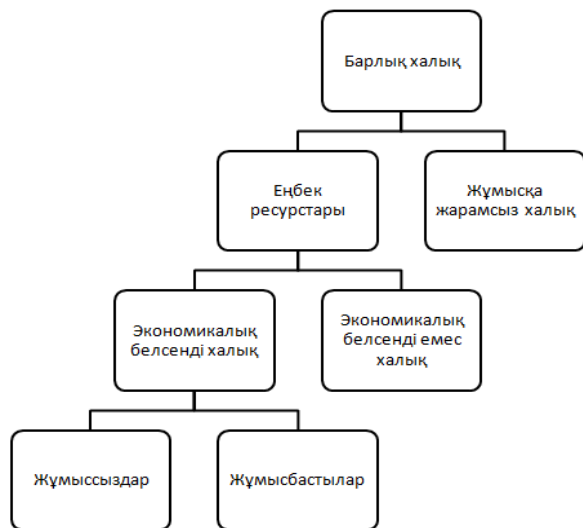 Барлық халық
Еңбек
ресурстары
Жұмысқа
жарамсыз халық
Экономикалық
белсенді халық
Экономикалық
белсенді емес
халық
Жұмыссыздар
Жұмысбастылар